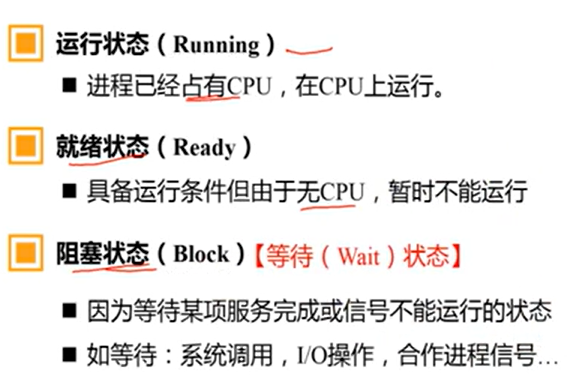 运行状态（Running）
进程已经占有CPU，在CPU上运行。
就绪状态（Ready）
具备运行条件但由于无CPU，暂时不能运行
阻塞状态（Block）【等待（Wait）状态】
因为等待某项服务完成或信号不能运行的状态
如等待：系统调用，I/O操作，合作进程信号…